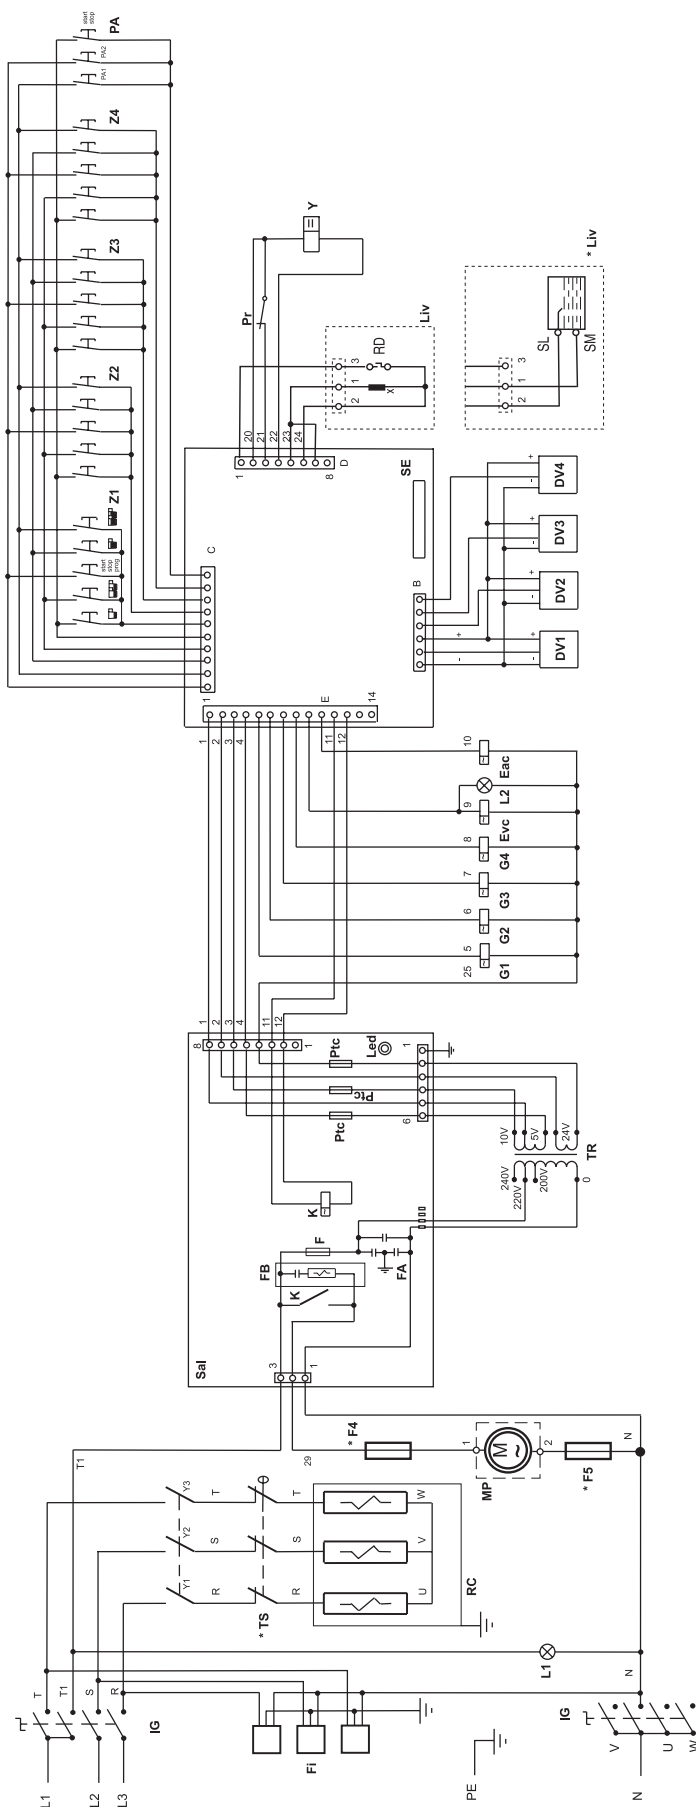 start
stop
PA
PA2
PA1
Z4
Z3
Z2
Z1
start
stop
prog
Y
Pr
* Liv
Liv
RD
x
3
1
2
SL
SM
3
1
2
20
21
22
23
24
1
8
D
SE
C
1
B
+
-
E
14
DV4
+
-
DV3
+
-
DV2
+
-
DV1
+
-
1
2
3
4
11
12
10
Eac
L2
9
Evc
8
G4
7
G3
6
G2
5
G1
25
1
2
3
4
11
12
8
1
Ptc
Ptc
Ptc
Led
1
6
10V
5V
24V
TR
240V
220V
200V
0
K
F
FB
FA
K
Sal
3
1
T1
29
* F4
1
M
~
MP
2
* F5
N
Y3
Y2
Y1
T
S
R
* TS
T
S
R
W
V
U
RC
L1
N
T
T1
S
R
IG
Fi
L1
L2
L3
PE
IG
V
U
W
N